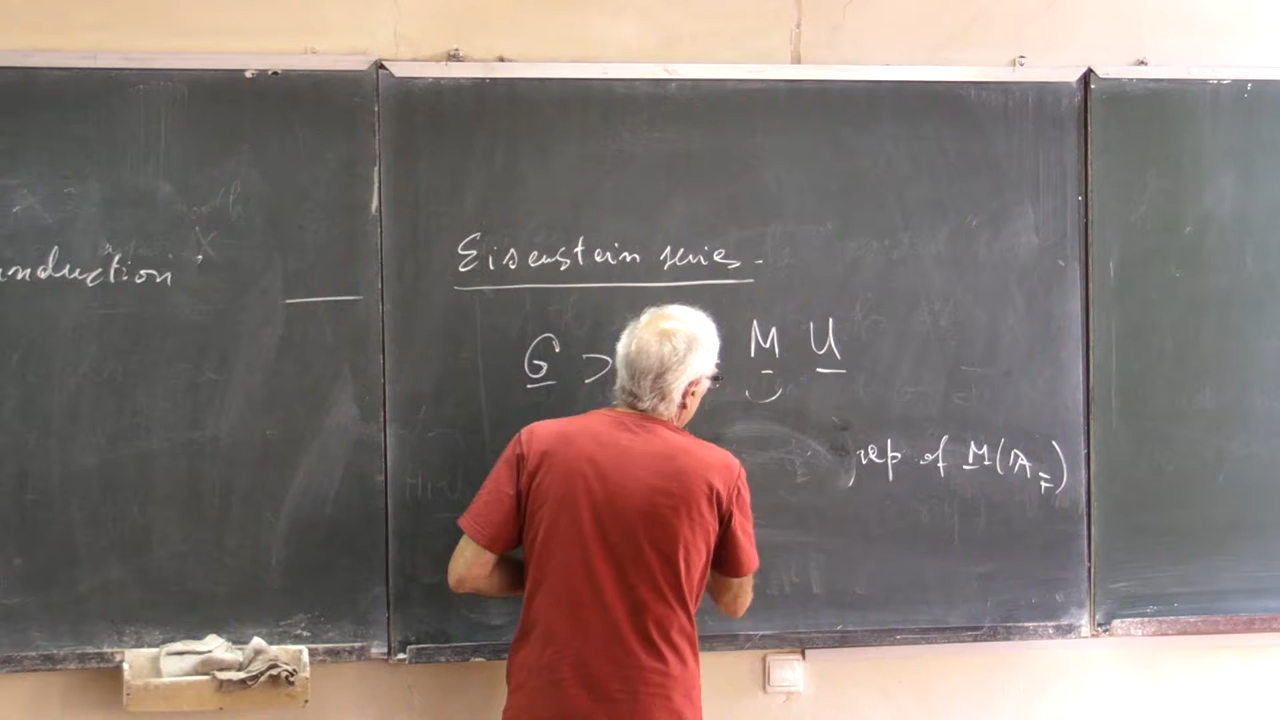 nduction
Eisenstein series.
G > M U
rep of M(A_F)